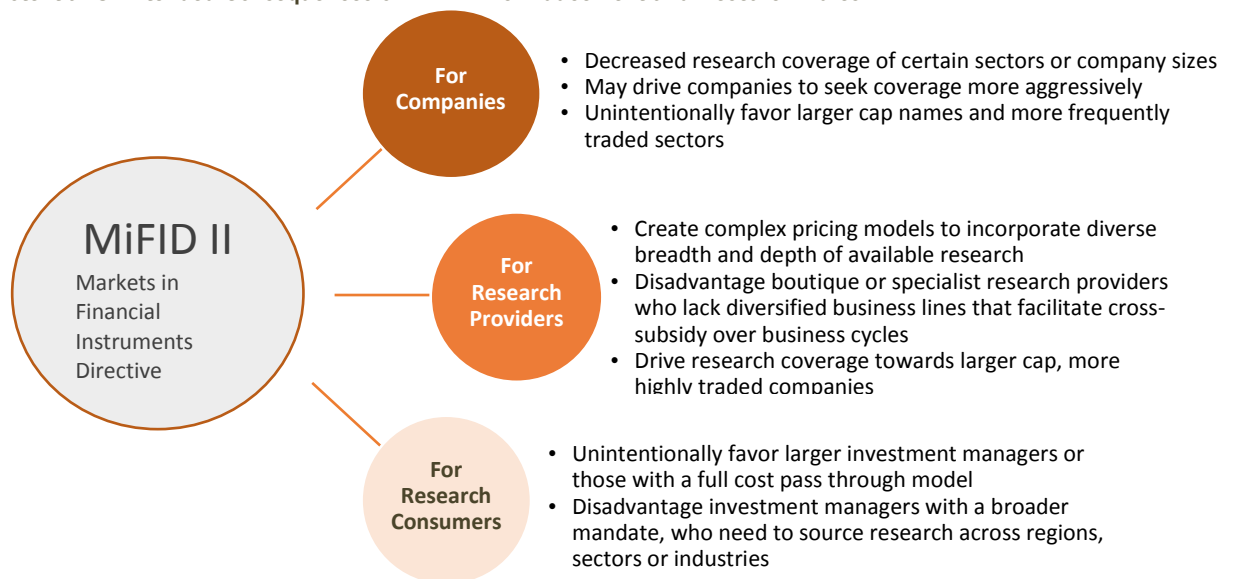 For
Companies
• Decreased research coverage of certain sectors or company sizes
• May drive companies to seek coverage more aggressively
• Unintentionally favor larger cap names and more frequently
traded sectors
MiFID II
Markets in
Financial
Instruments
Directive
For
Research
Providers
• Create complex pricing models to incorporate diverse
breadth and depth of available research
• Disadvantage boutique or specialist research providers
who lack diversified business lines that facilitate cross-
subsidy over business cycles
• Drive research coverage towards larger cap, more
highly traded companies
For
Research
Consumers
• Unintentionally favor larger investment managers or
those with a full cost pass through model
• Disadvantage investment managers with a broader
mandate, who need to source research across regions,
sectors or industries